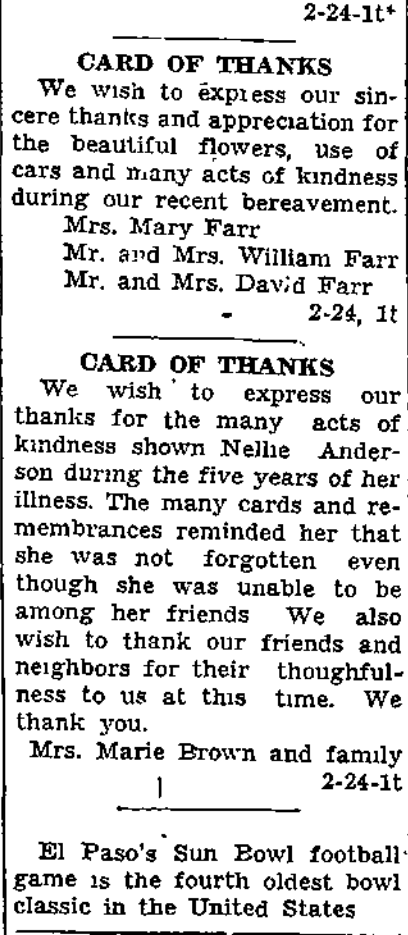 2-24-1t*
CARD OF THANKS
We wish to express our sin-
cere thanks and appreciation for
the beautiful flowers, use of
cars and many acts of kindness
during our recent bereavement.
Mrs. Mary Farr
Mr. and Mrs. William Farr
Mr. and Mrs. David Farr
- 2-24, 1t
CARD OF THANKS
We wish to express our
thanks for the many acts of
kindness shown Nellie Ander-
son during the five years of her
illness. The many cards and re-
membrances reminded her that
she was not forgotten even
though she was unable to be
among her friends We also
wish to thank our friends and
neighbors for their thoughful-
ness to us at this time. We
thank you.
Mrs. Marie Brown and family
2-24-1t
El Paso's Sun Bowl football
game is the fourth oldest bowl
classic in the United States